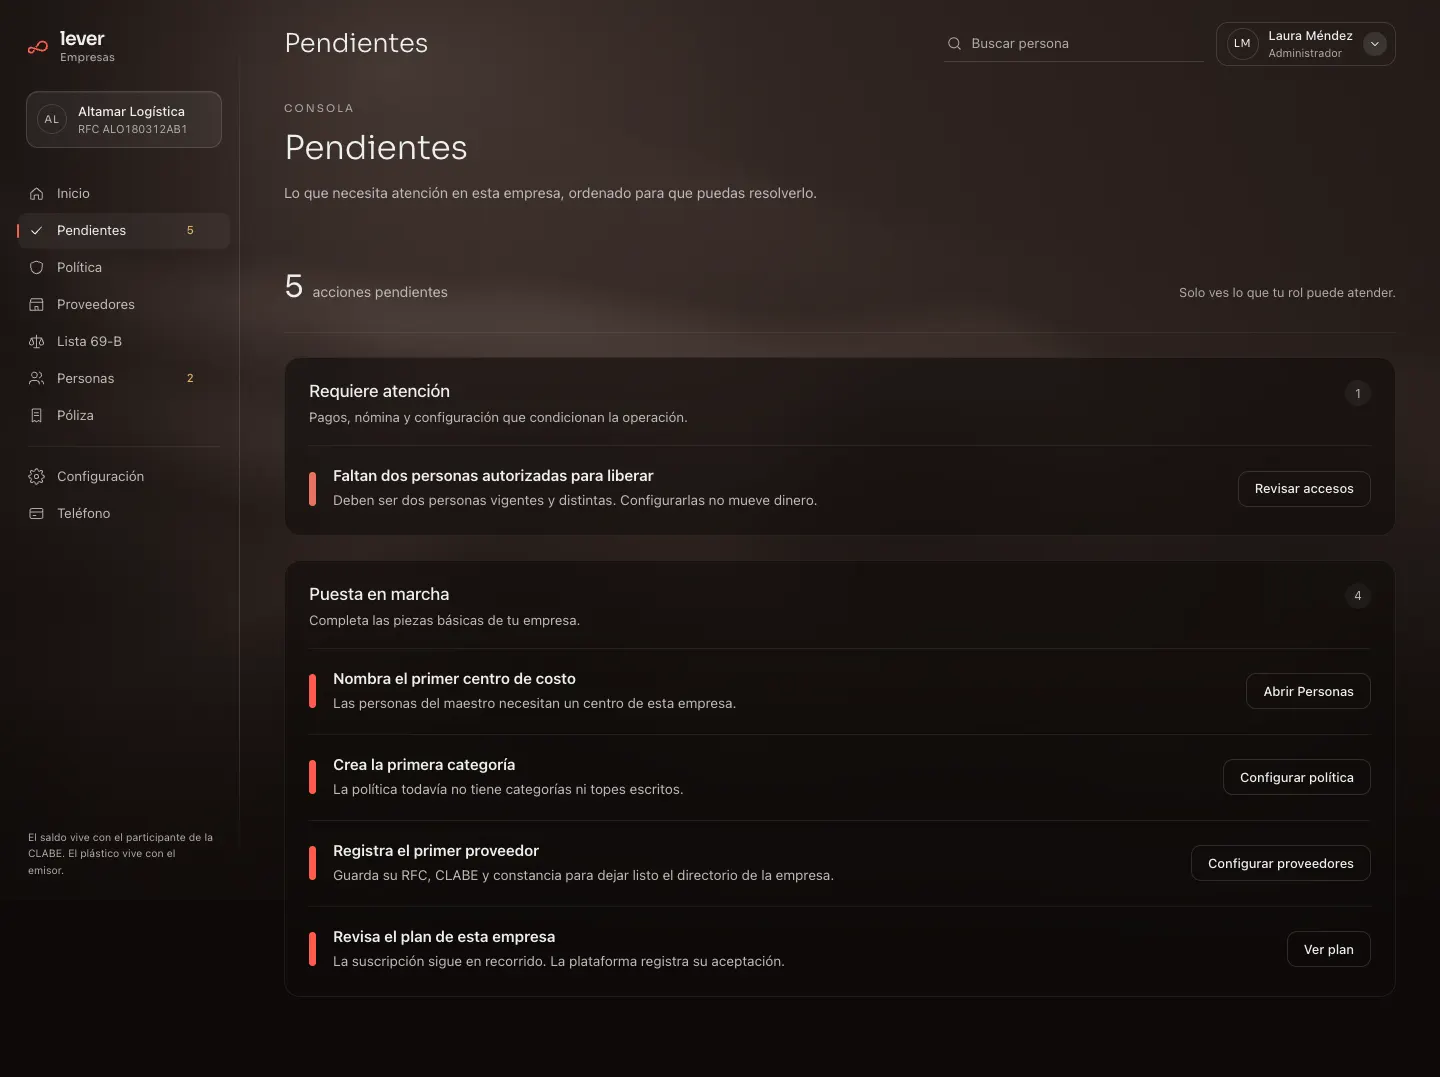 lever
Empresas
AL
Altamar Logística
RFC ALO180312AB1
Inicio
Pendientes 5
Política
Proveedores
Lista 69-B
Personas 2
Póliza
Configuración
Teléfono
El saldo vive con el participante de la
CLABE. El plástico vive con el
emisor.
Pendientes
Buscar persona
LM
Laura Méndez
Administrador
CONSOLA
Pendientes
Lo que necesita atención en esta empresa, ordenado para que puedas resolverlo.
5 acciones pendientes
Solo ves lo que tu rol puede atender.
Requiere atención
1
Pagos, nómina y configuración que condicionan la operación.
Faltan dos personas autorizadas para liberar
Deben ser dos personas vigentes y distintas. Configurarlas no mueve dinero.
Revisar accesos
Puesta en marcha
4
Completa las piezas básicas de tu empresa.
Nombra el primer centro de costo
Las personas del maestro necesitan un centro de esta empresa.
Abrir Personas
Crea la primera categoría
La política todavía no tiene categorías ni topes escritos.
Configurar política
Registra el primer proveedor
Guarda su RFC, CLABE y constancia para dejar listo el directorio de la empresa.
Configurar proveedores
Revisa el plan de esta empresa
La suscripción sigue en recorrido. La plataforma registra su aceptación.
Ver plan